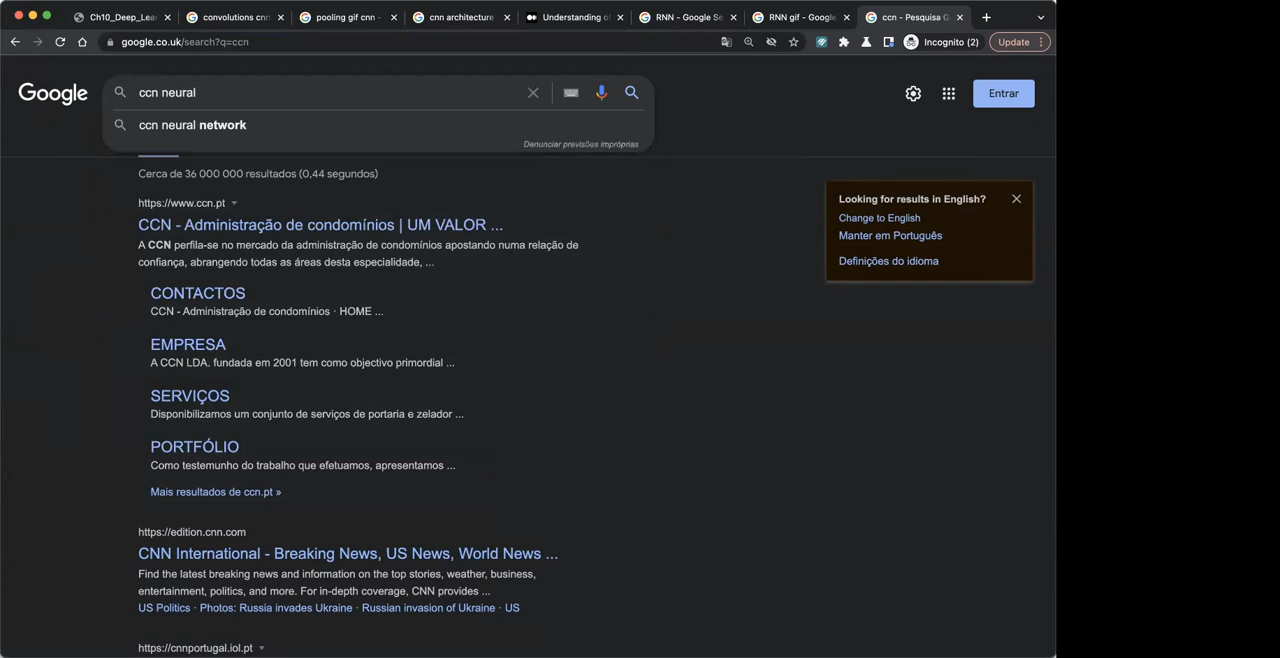 Ch10_Deep_Lea
convolutions cnn
pooling gif cnn -
cnn architecture
Understanding of
RNN - Google Se
RNN gif - Google
ccn - Pesquisa G
google.co.uk/search?q=ccn
Incognito (2)
Update
Google
ccn neural
Entrar
ccn neural network
Denunciar previsões impróprias
Cerca de 36 000 000 resultados (0,44 segundos)
https://www.ccn.pt
CCN - Administração de condomínios | UM VALOR ...
A CCN perfila-se no mercado da administração de condomínios apostando numa relação de
confiança, abrangendo todas as áreas desta especialidade, ...
CONTACTOS
CCN - Administração de condomínios · HOME ...
EMPRESA
A CCN LDA. fundada em 2001 tem como objectivo primordial ...
SERVIÇOS
Disponibilizamos um conjunto de serviços de portaria e zelador ...
PORTFÓLIO
Como testemunho do trabalho que efetuamos, apresentamos ...
Mais resultados de ccn.pt »
https://edition.cnn.com
CNN International - Breaking News, US News, World News ...
Find the latest breaking news and information on the top stories, weather, business,
entertainment, politics, and more. For in-depth coverage, CNN provides ...
US Politics · Photos: Russia invades Ukraine · Russian invasion of Ukraine · US
https://cnnportugal.iol.pt
Looking for results in English?
Change to English
Manter em Português
Definições do idioma